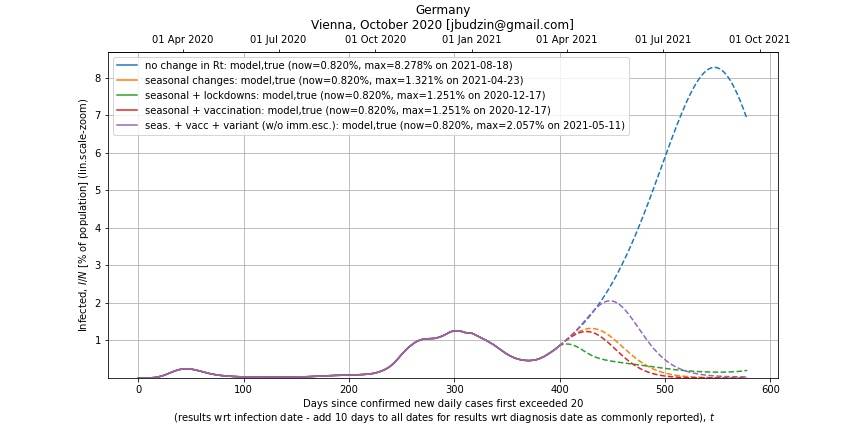 Germany
Vienna, October 2020 [jbudzin@gmail.com]
01 Apr 2020 01 Jul 2020 01 Oct 2020 01 Jan 2021 01 Apr 2021 01 Jul 2021 01 Oct 2021
no change in Rt: model,true (now=0.820%, max=8.278% on 2021-08-18)
seasonal changes: model,true (now=0.820%, max=1.321% on 2021-04-23)
seasonal + lockdowns: model,true (now=0.820%, max=1.251% on 2020-12-17)
seasonal + vaccination: model,true (now=0.820%, max=1.251% on 2020-12-17)
seas. + vacc + variant (w/o imm.esc.): model,true (now=0.820%, max=2.057% on 2021-05-11)
Infected, I/N [% of population] (lin.scale-zoom)
8
7
6
5
4
3
2
1
0 100 200 300 400 500 600
Days since confirmed new daily cases first exceeded 20
(results wrt infection date - add 10 days to all dates for results wrt diagnosis date as commonly reported), t